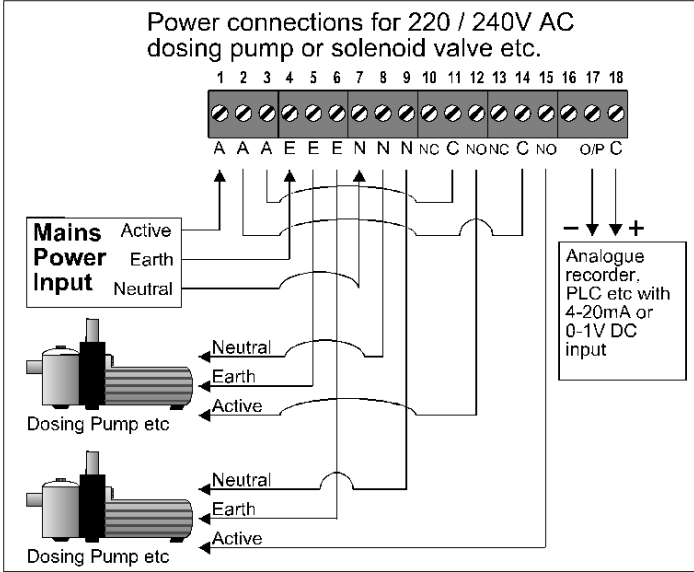 Power connections for 220 / 240V AC
dosing pump or solenoid valve etc.
1 2 3 4 5 6 7 8 9 10 11 12 13 14 15 16 17 18
A A A E E E N N N NC C NO NC C NO O/P C
Mains
Power
Input
Active
Earth
Neutral
− +
Analogue
recorder,
PLC etc with
4-20mA or
0-1V DC
input
Neutral
Earth
Active
Dosing Pump etc
Neutral
Earth
Active
Dosing Pump etc